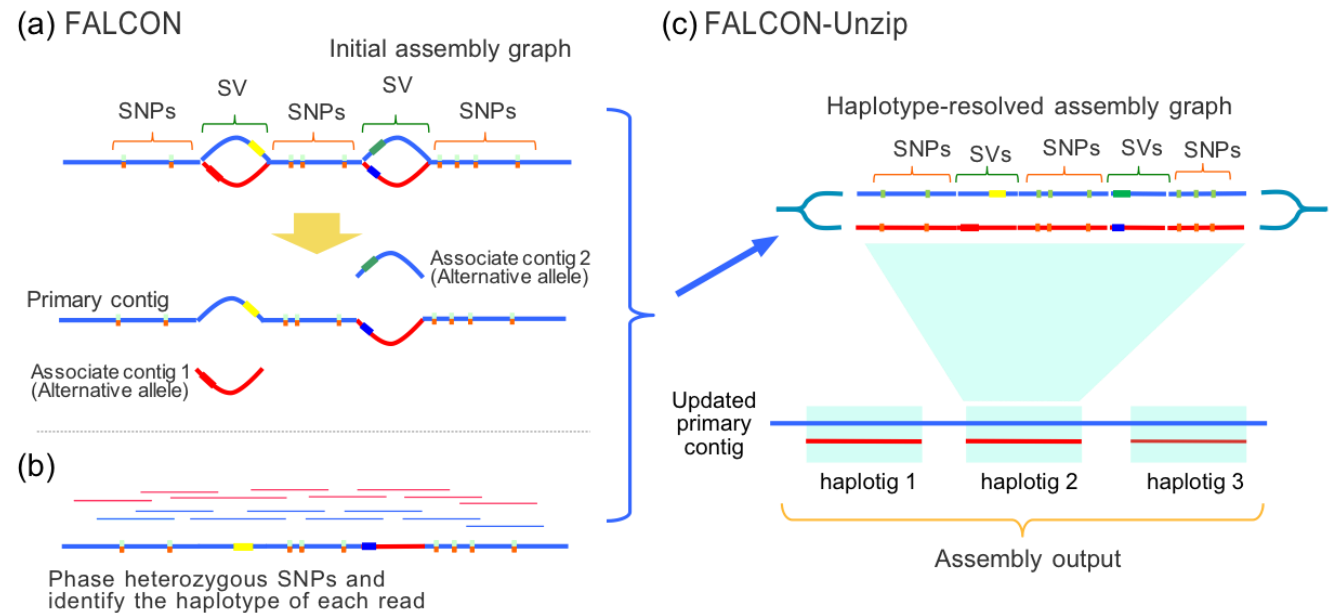 (a) FALCON
Initial assembly graph
SV
SV
SNPs
SNPs
SNPs
Associate contig 2
(Alternative allele)
Primary contig
Associate contig 1
(Alternative allele)
(b)
Phase heterozygous SNPs and
identify the haplotype of each read
(c) FALCON-Unzip
Haplotype-resolved assembly graph
SNPs
SVs
SNPs
SVs
SNPs
Updated
primary
contig
haplotig 1
haplotig 2
haplotig 3
Assembly output